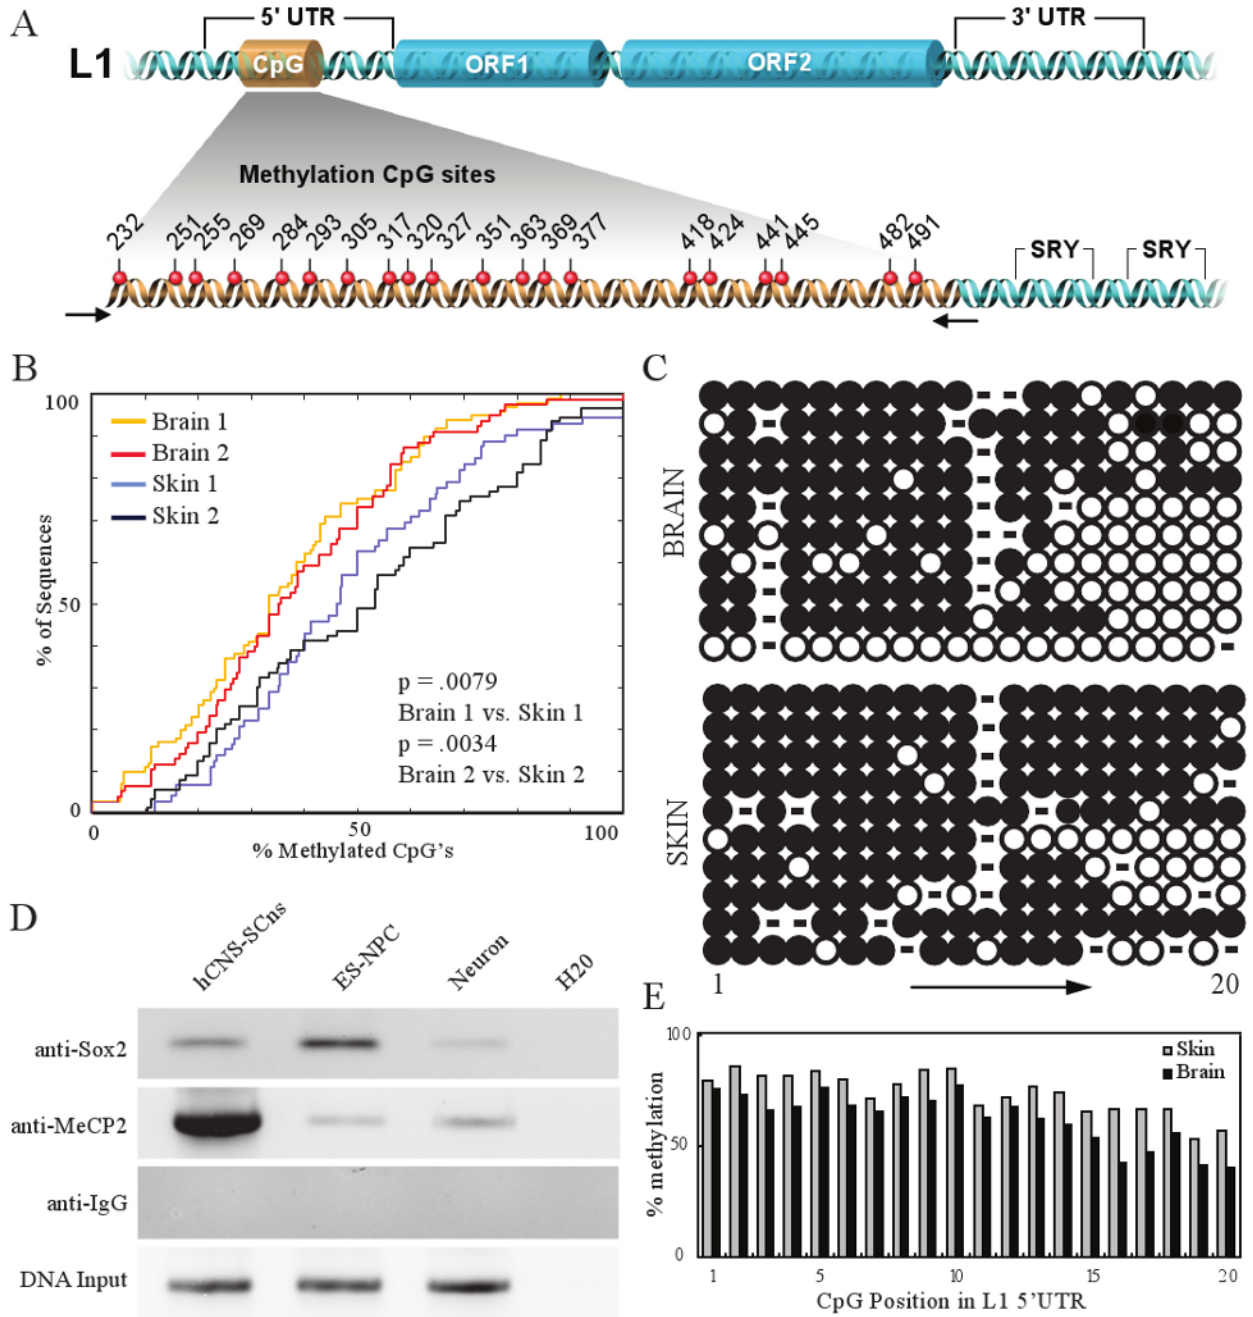 A
5' UTR
3' UTR
L1
CpG
ORF1
ORF2
Methylation CpG sites
232 251 255 269 284 293 305 317 320 327 351 363 369 377 418 424 441 445 482 491
SRY SRY
B
100
Brain 1
Brain 2
Skin 1
Skin 2
% of Sequences
50
p = .0079
Brain 1 vs. Skin 1
p = .0034
Brain 2 vs. Skin 2
0
0 50 100
% Methylated CpG's
C
BRAIN
SKIN
1 20
D
hCNS-SCns ES-NPC Neuron H20
anti-Sox2
anti-MeCP2
anti-IgG
DNA Input
E
100
Skin
Brain
% methylation
50
0
1 5 10 15 20
CpG Position in L1 5'UTR